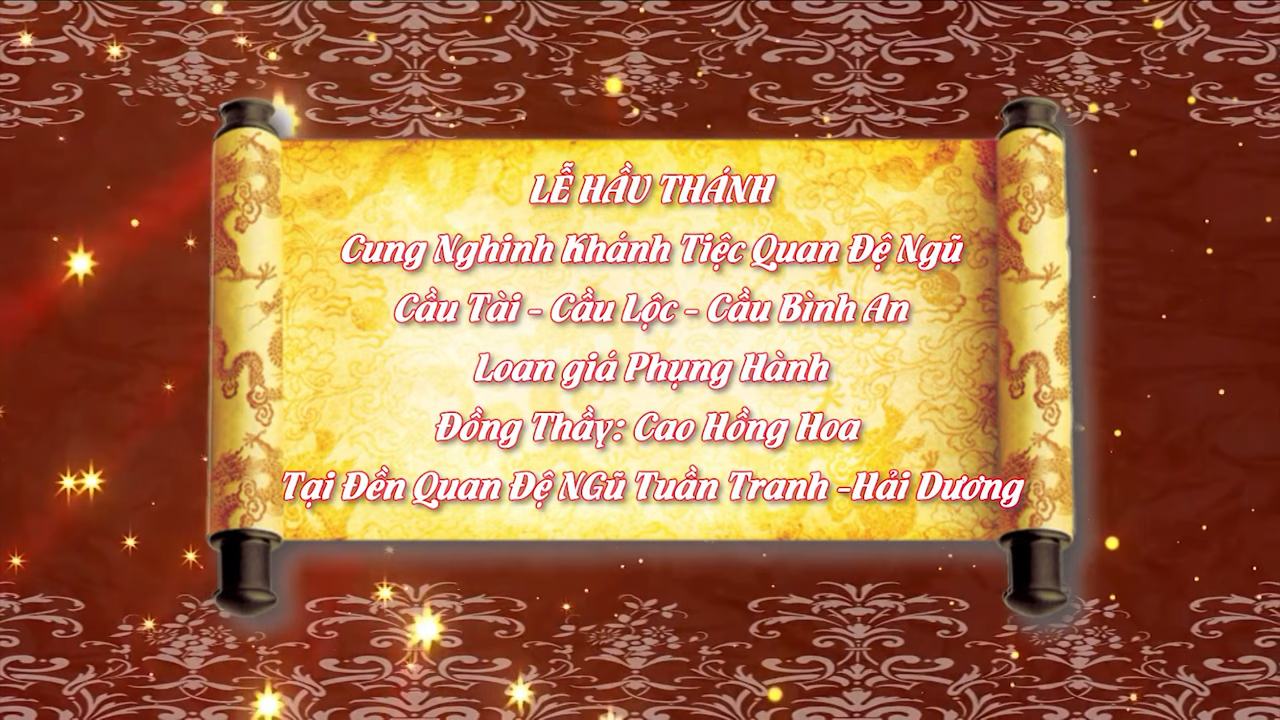 LỄ HẦU THÁNH
Cung Nghinh Khánh Tiệc Quan Đệ Ngũ
Cầu Tài - Cầu Lộc - Cầu Bình An
Loan giá Phụng Hành
Đồng Thầy: Cao Hồng Hoa
Tại Đền Quan Đệ NGũ Tuần Tranh -Hải Dương